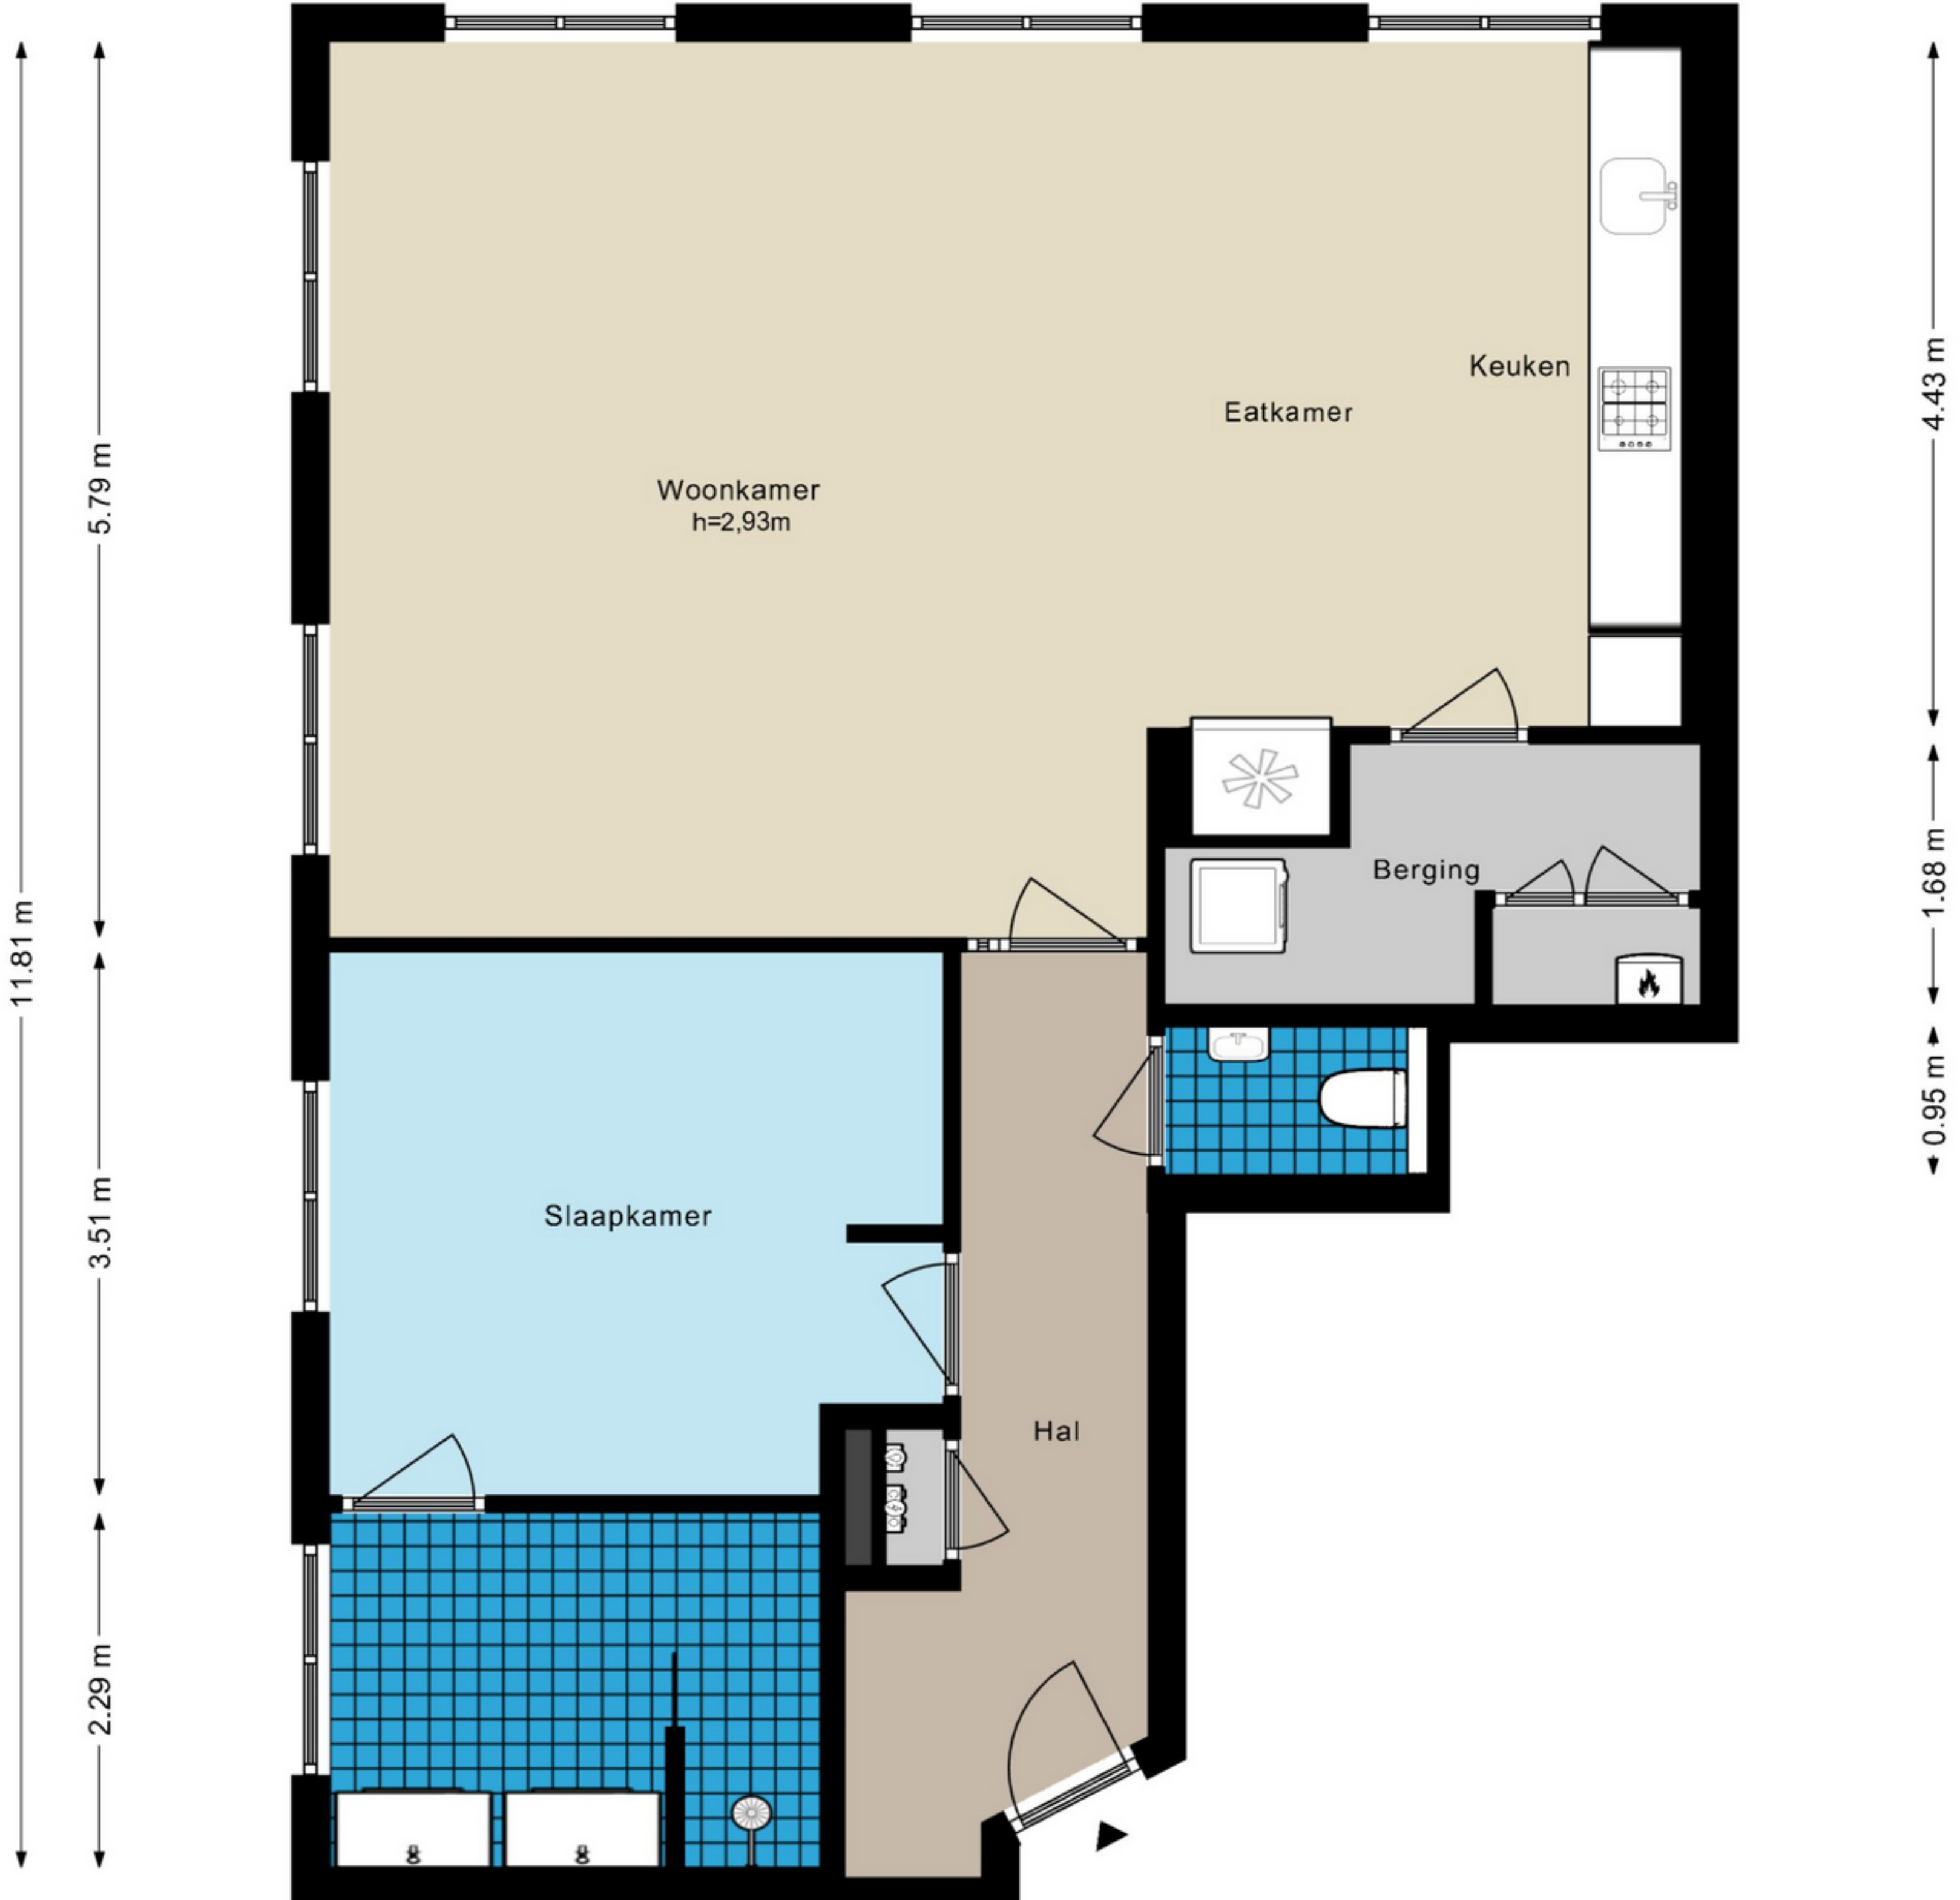 Keuken
Eatkamer
Woonkamer
h=2,93m
Berging
Slaapkamer
Hal
11.81 m
5.79 m
3.51 m
2.29 m
4.43 m
1.68 m
0.95 m